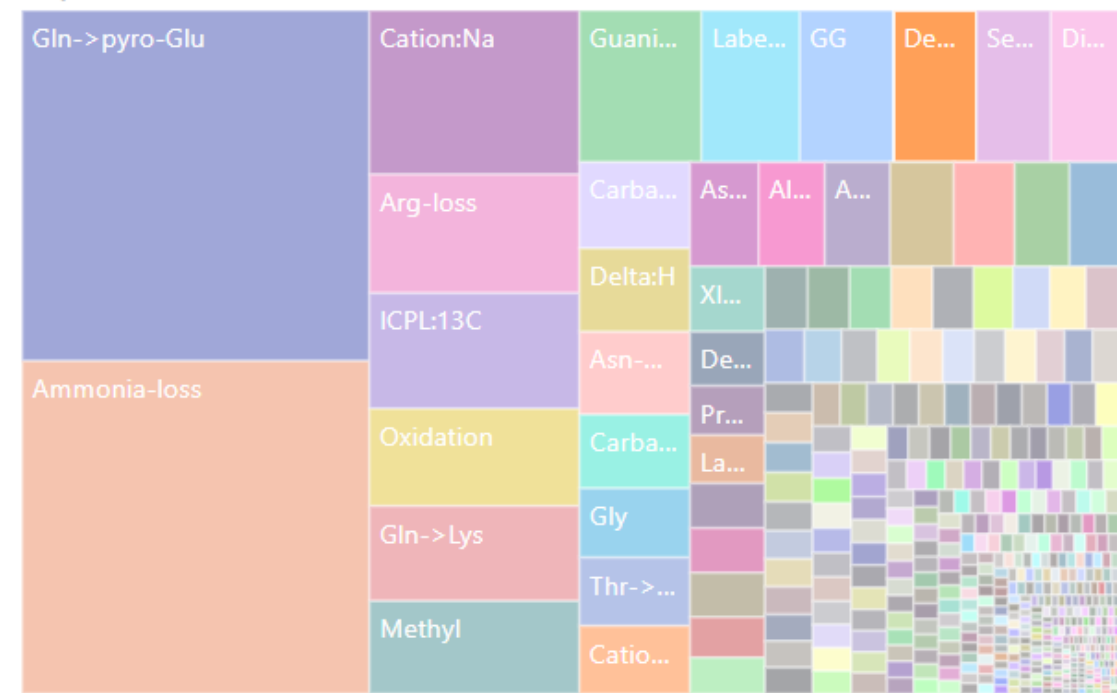 Gln->pyro-Glu
Ammonia-loss
Cation:Na
Arg-loss
ICPL:13C
Oxidation
Gln->Lys
Methyl
Guani...
Labe...
GG
De...
Se...
Di...
Carba...
Delta:H
Asn-...
Carba...
Gly
Thr->...
Catio...
As...
Al...
A...
Xl...
De...
Pr...
La...